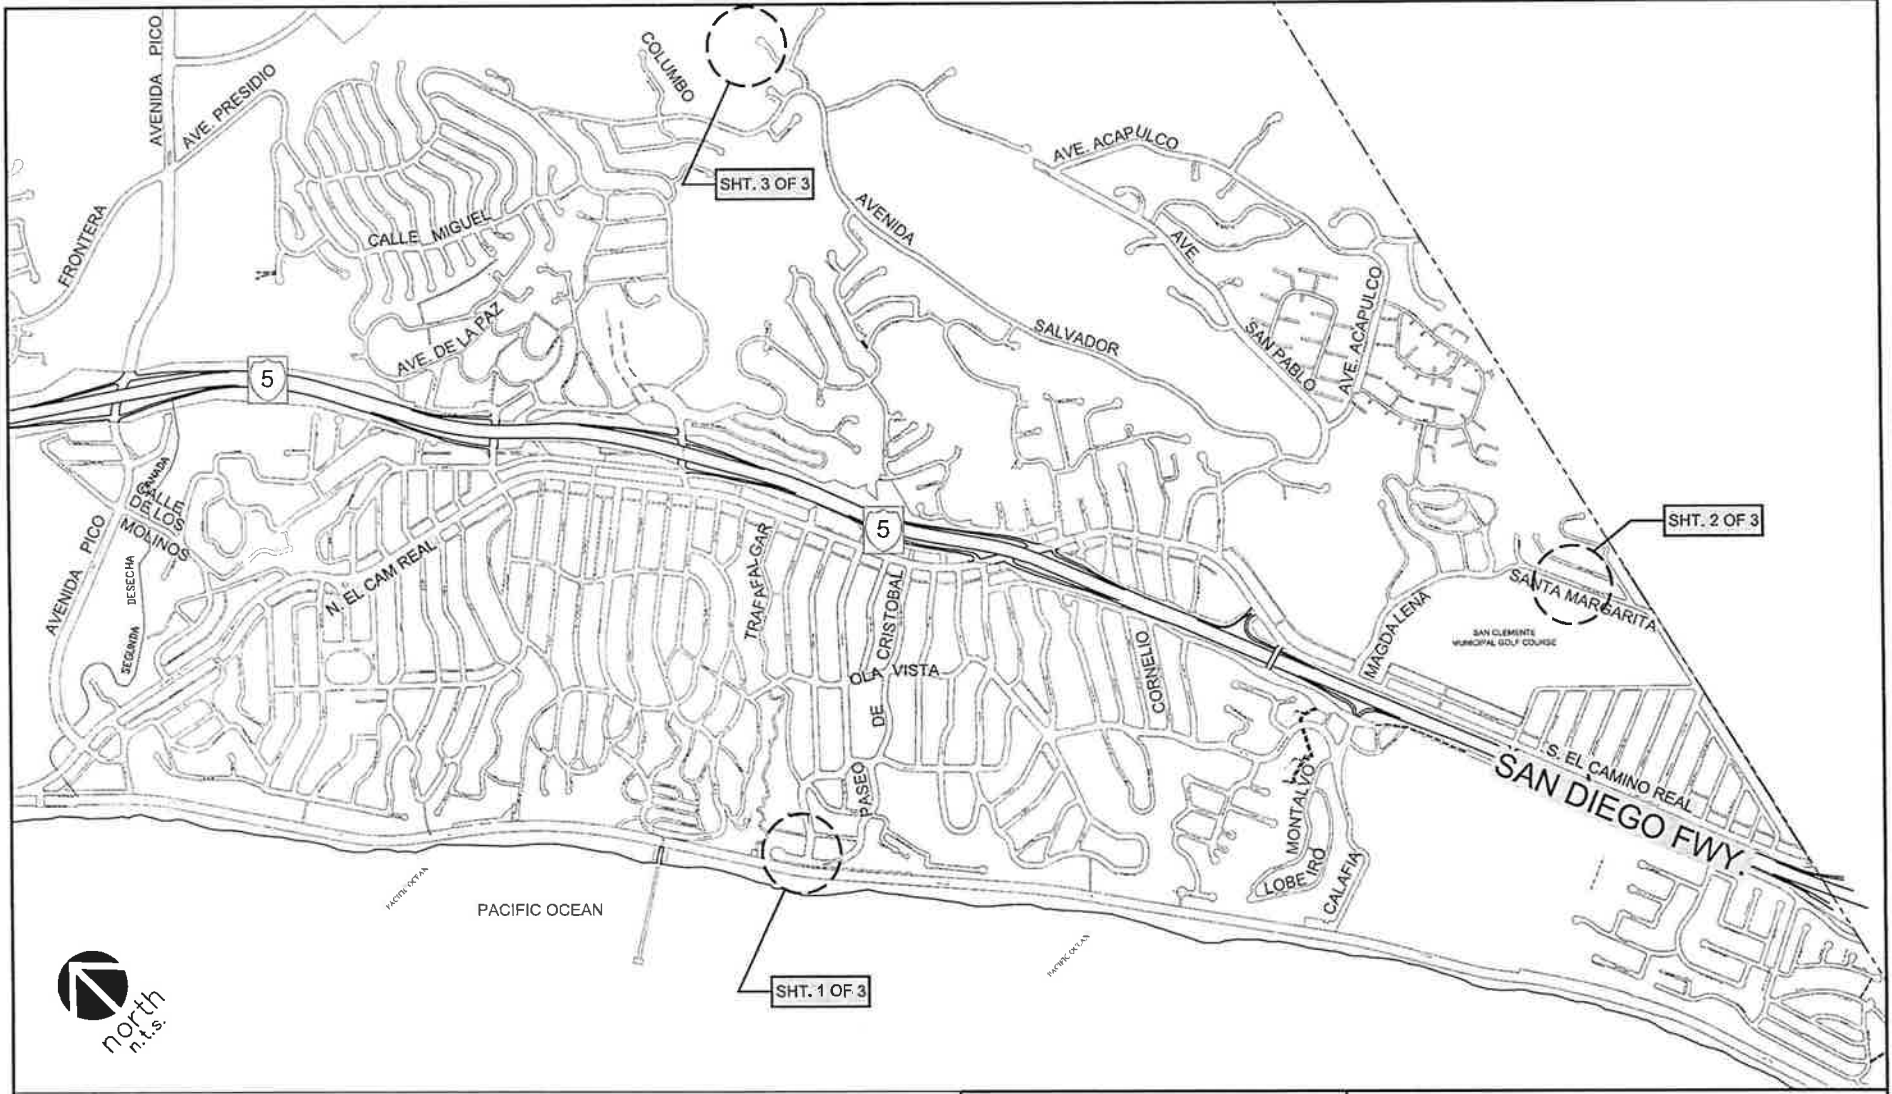 AVENIDA PICO
AVE. PRESIDIO
COLUMBO
SHT. 3 OF 3
AVE. ACAPULCO
FRONTERA
CALLE MIGUEL
AVENIDA
AVE.
AVE. DE LA PAZ
SALVADOR
SAN PABLO
AVE. ACAPULCO
5
CALLE
DE LOS
MOLINOS
AVENIDA PICO
DESECHA
SEGUNDA
N. EL CAM REAL
TRAFAFALGAR
5
CRISTOBAL
DE
PASEO
OLA VISTA
CORNELIO
SHT. 2 OF 3
SANTA MARGARITA
MAGDALENA
SAN CLEMENTE
MUNICIPAL GOLF COURSE
S. EL CAMINO REAL
SAN DIEGO FWY.
MONTALVO
LOBEIRO
CALAFIA
PACIFIC OCEAN
PACIFIC OCEAN
PACIFIC OCEAN
SHT. 1 OF 3
north
n.t.s.